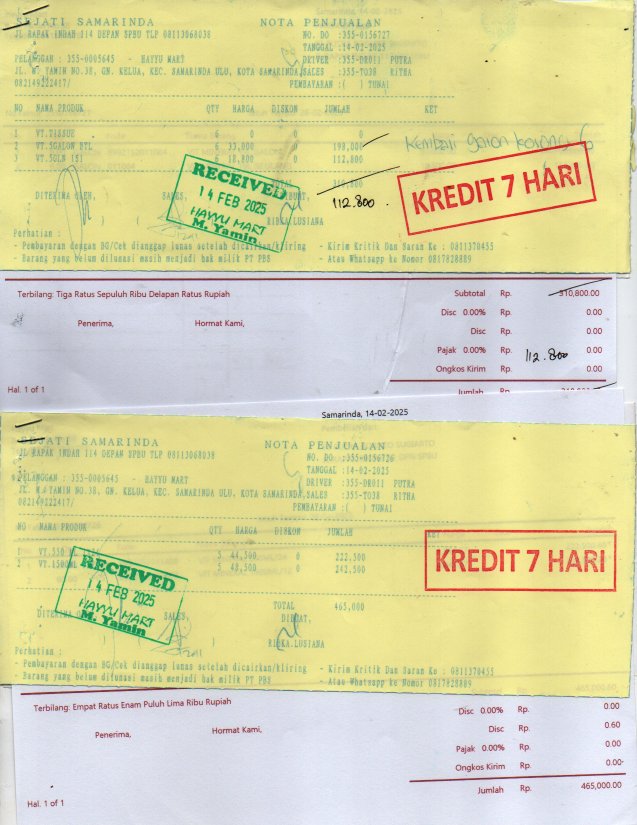 SEJATI SAMARINDA NOTA PENJUALAN
JL RAPAK INDAH 114 DEPAN SPBU TLP 08113068038 NO. DO :355-0156727
TANGGAL :14-02-2025
PELANGGAN : 355-0005645 - HAYYU MART DRIVER : 355-DR011 PUTRA
JL. M. YAMIN NO.38, GN. KELUA, KEC. SAMARINDA ULU, KOTA SAMARINDA, SALES : 355-TO38 RITHA
082149222417/ PEMBAYARAN :( ) TUNAI
NO NAMA PRODUK QTY HARGA DISKON JUMLAH KET
1 VT.TISSUE 6 0 0 0
2 VT.5GALON BTL 6 33,000 0 198,000 Kembali galon kosong 6
3 VT.5GLN ISI 6 18,800 0 112,800
310,800
112.800
KREDIT 7 HARI
RECEIVED
14 FEB 2025
HAYYU MART
M. Yamin
DITERIMA OLEH, SALES,
RISKA.LUSIANA
Perhatian :
- Pembayaran dengan BG/Cek dianggap lunas setelah dicairkan/kliring - Kirim Kritik Dan Saran Ke : 0811370455
- Barang yang belum dilunasi masih menjadi hak milik PT PBS - Atau Whatsapp ke Nomor 0817828889
Terbilang: Tiga Ratus Sepuluh Ribu Delapan Ratus Rupiah Subtotal Rp. 310,800.00
Disc 0.00% Rp. 0.00
Penerima, Hormat Kami, Disc Rp. 0.00
Pajak 0.00% Rp. 112.800 0.00
Ongkos Kirim Rp. 0.00
Hal. 1 of 1 Jumlah Rp.
Samarinda, 14-02-2025
SEJATI SAMARINDA NOTA PENJUALAN
JL RAPAK INDAH 114 DEPAN SPBU TLP 08113068038 NO. DO :355-0156726
TANGGAL :14-02-2025
PELANGGAN : 355-0005645 - HAYYU MART DRIVER : 355-DR011 PUTRA
JL. M. YAMIN NO.38, GN. KELUA, KEC. SAMARINDA ULU, KOTA SAMARINDA, SALES : 355-TO38 RITHA
082149222417/ PEMBAYARAN :( ) TUNAI
NO NAMA PRODUK QTY HARGA DISKON JUMLAH KET
1 VT.550 5 44,500 0 222,500
2 VT.1500ML 5 48,500 0 242,500
KREDIT 7 HARI
RECEIVED
14 FEB 2025
HAYYU MART
M. Yamin
TOTAL 465,000
SALES, DIBUAT,
RISKA.LUSIANA
Perhatian :
- Pembayaran dengan BG/Cek dianggap lunas setelah dicairkan/kliring - Kirim Kritik Dan Saran Ke : 0811370455
- Barang yang belum dilunasi masih menjadi hak milik PT PBS - Atau Whatsapp ke Nomor 0817828889
465,000.60
Terbilang: Empat Ratus Enam Puluh Lima Ribu Rupiah Disc 0.00% Rp. 0.00
Penerima, Hormat Kami, Disc Rp. 0.60
Pajak 0.00% Rp. 0.00
Ongkos Kirim Rp. 0.00
Jumlah Rp. 465,000.00
Hal. 1 of 1